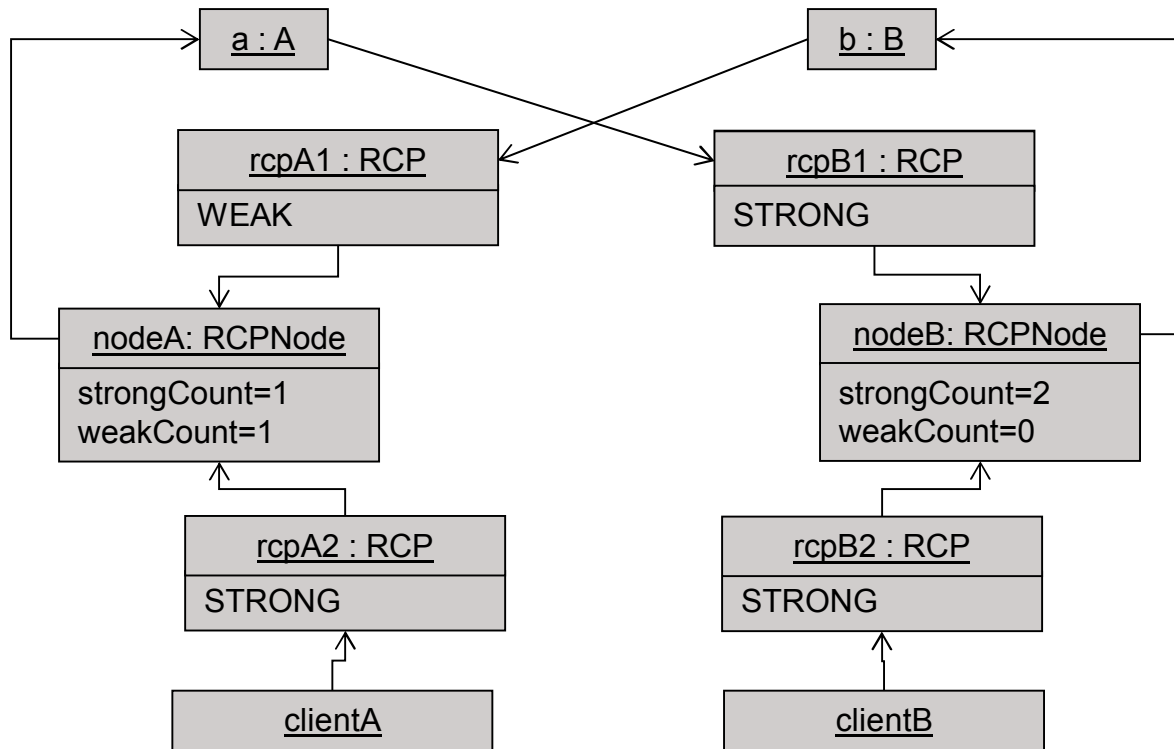 a : A
b : B
rcpA1 : RCP
WEAK
rcpB1 : RCP
STRONG
nodeA: RCPNode
strongCount=1
weakCount=1
nodeB: RCPNode
strongCount=2
weakCount=0
rcpA2 : RCP
STRONG
rcpB2 : RCP
STRONG
clientA
clientB